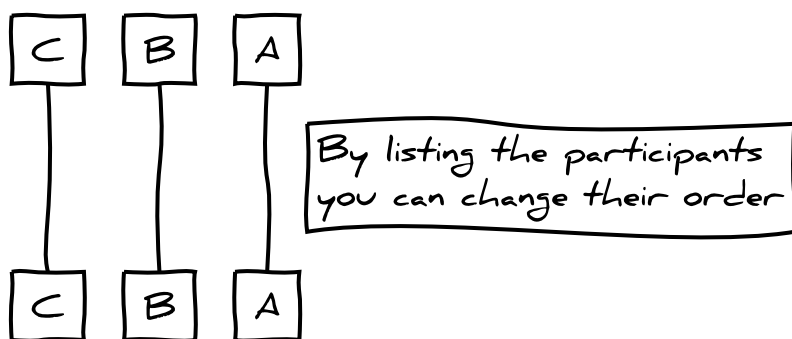 C B A
By listing the participants
you can change their order
C B A